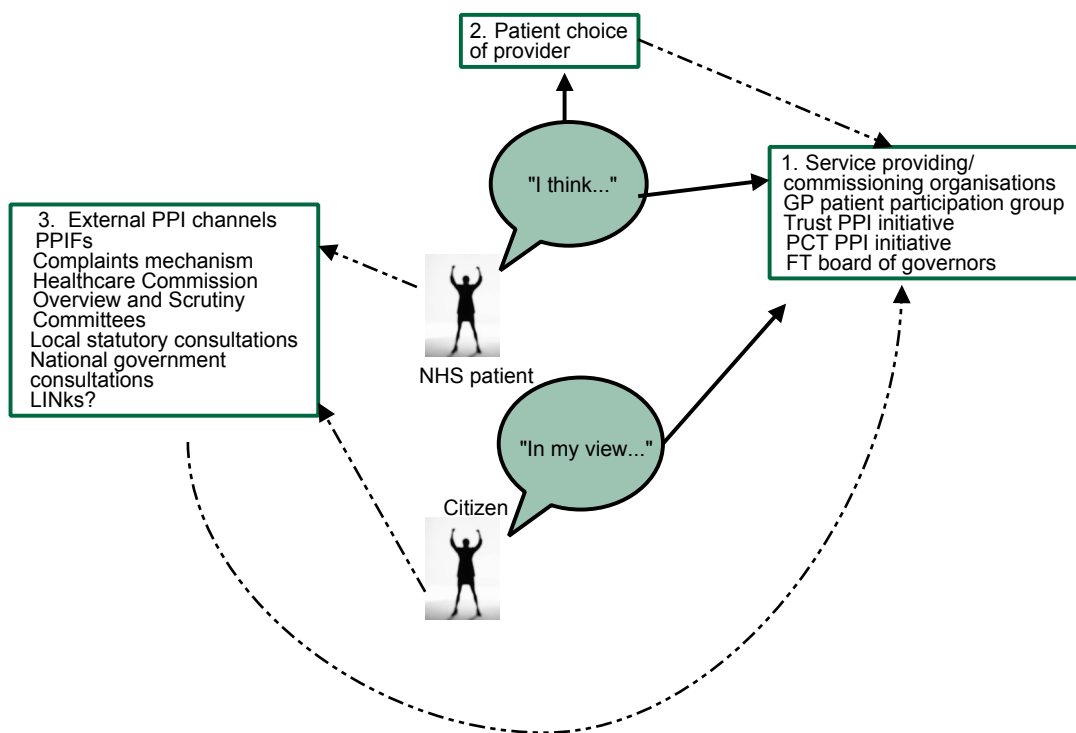 2. Patient choice
of provider
"I think..."
1. Service providing/
commissioning organisations
GP patient participation group
Trust PPI initiative
PCT PPI initiative
FT board of governors
3. External PPI channels
PPIFs
Complaints mechanism
Healthcare Commission
Overview and Scrutiny
Committees
Local statutory consultations
National government
consultations
LINks?
NHS patient
"In my view..."
Citizen